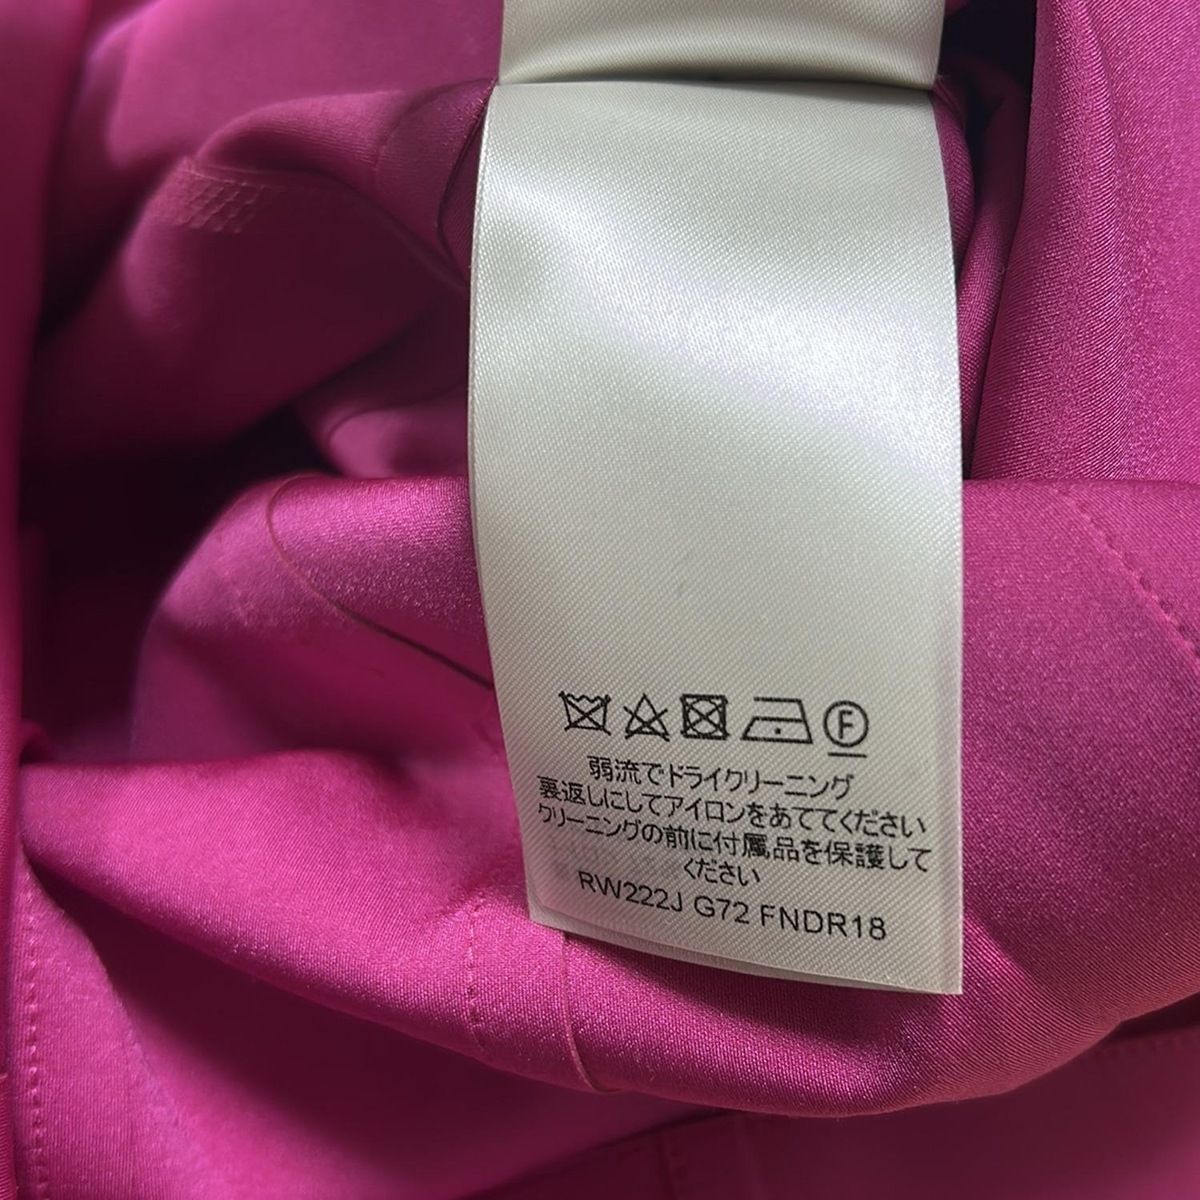 F
弱流でドライクリーニング
裏返しにしてアイロンをあててください
クリーニングの前に付属品を保護して
ください
RW222J G72 FNDR18